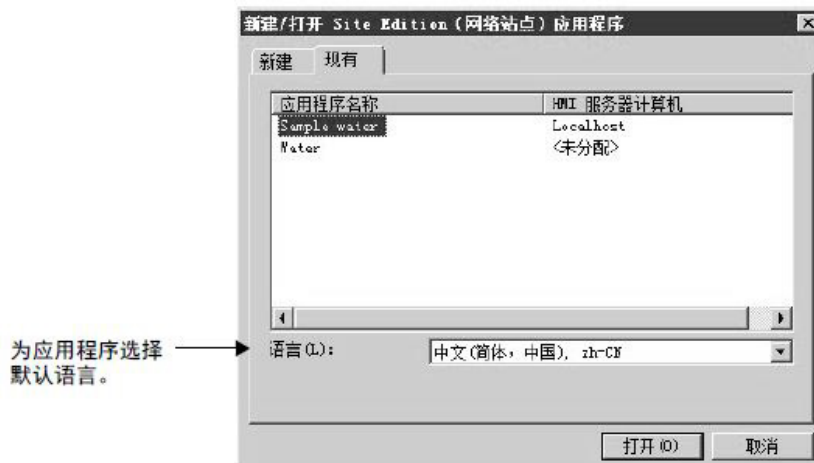 新建/打开 Site Edition (网络站点) 应用程序
新建 现有
应用程序名称 HMI 服务器计算机
Sample water Localhost
Water <未分配>
为应用程序选择
默认语言。
语言(L): 中文(简体，中国), zh-CN
打开(O) 取消